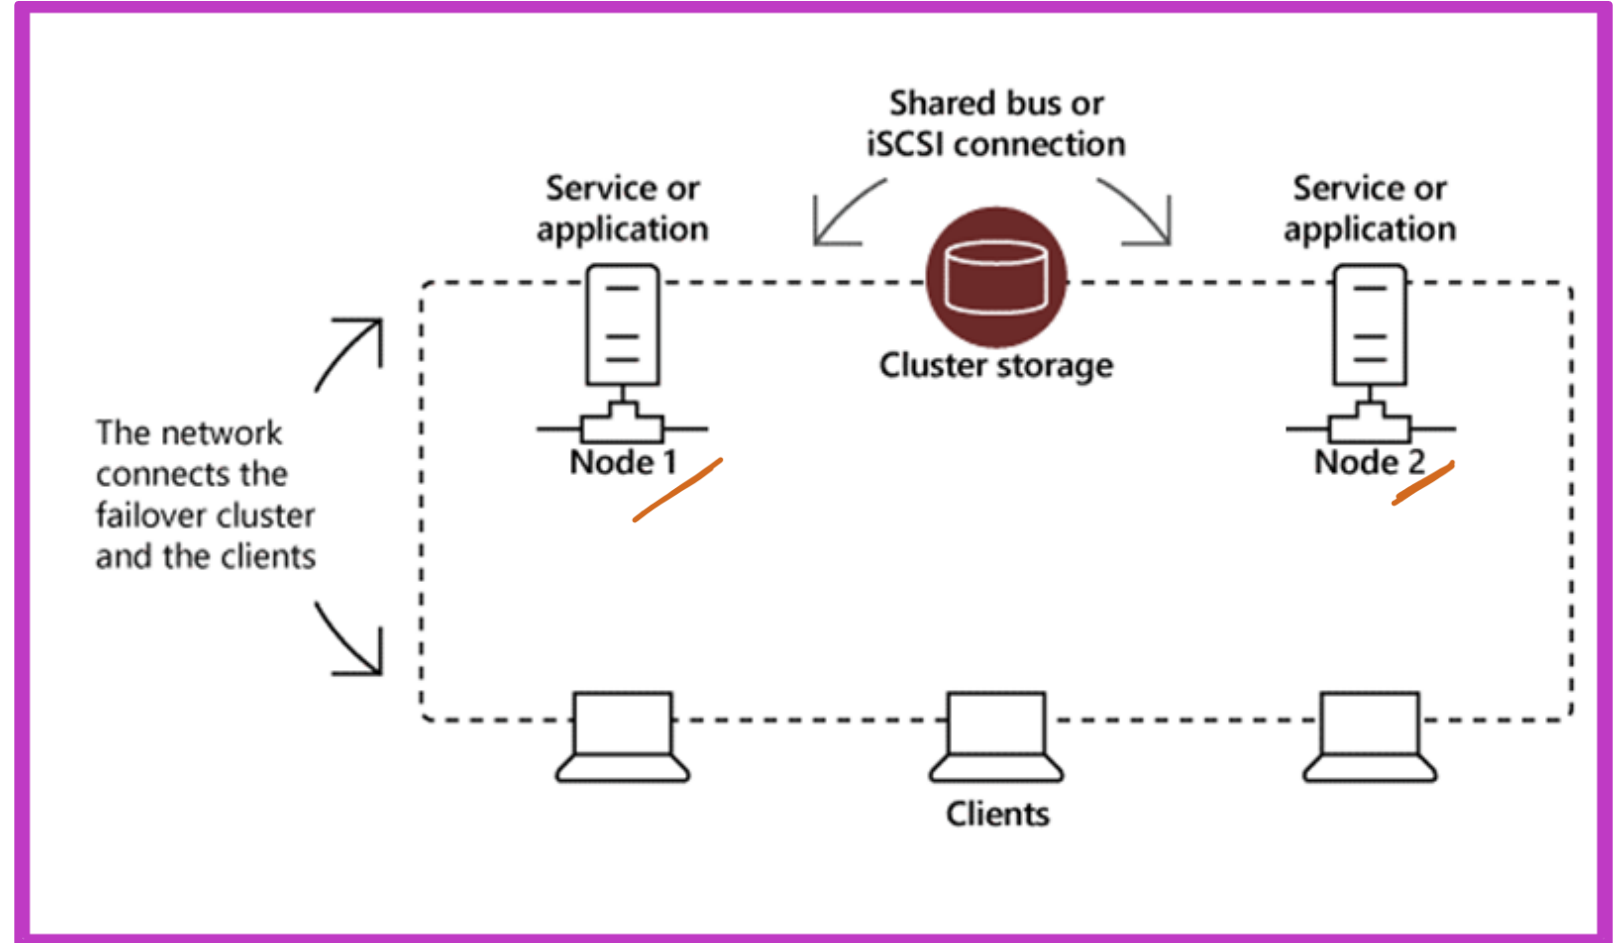 Shared bus or
iSCSI connection
Service or
application
Service or
application
Cluster storage
The network
connects the
failover cluster
and the clients
Node 1
Node 2
Clients